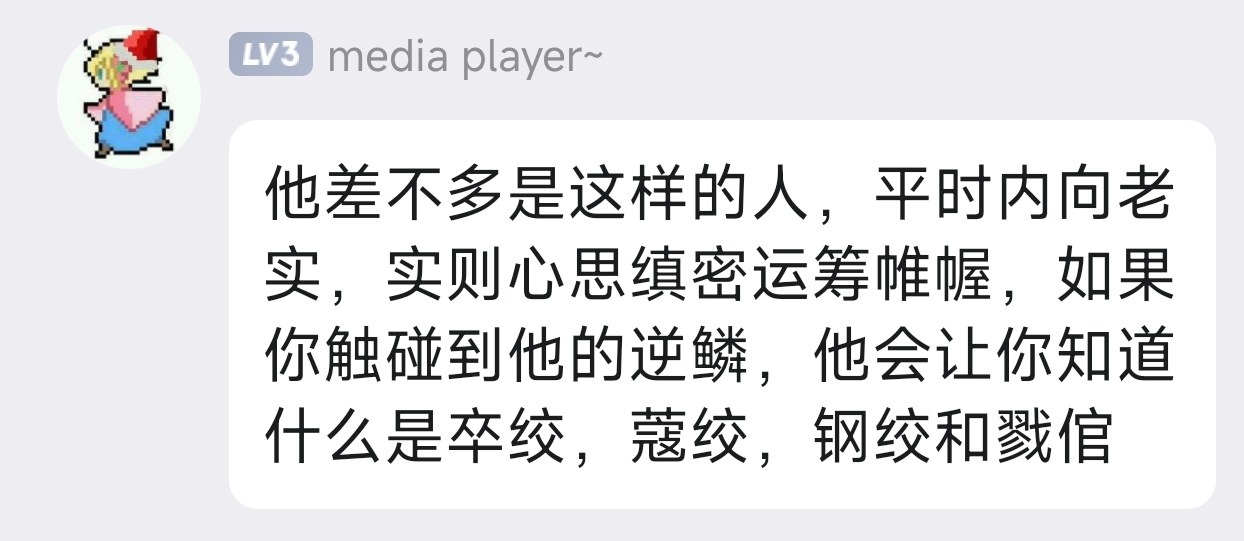 LV3 media player~
他差不多是这样的人，平时内向老
实，实则心思缜密运筹帷幄，如果
你触碰到他的逆鳞，他会让你知道
什么是卒绞，蔻绞，钢绞和戮倌